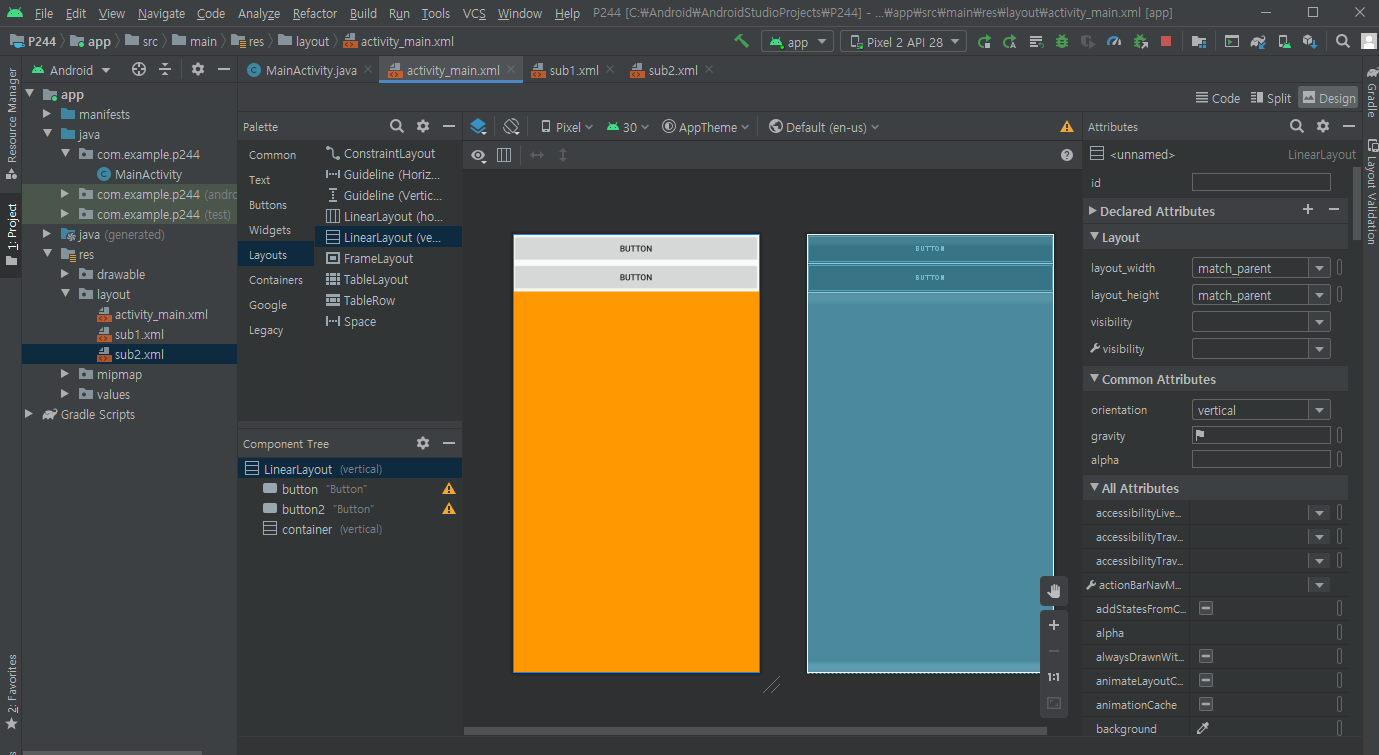 File Edit View Navigate Code Analyze Refactor Build Run Tools VCS Window Help P244 [C:₩Android₩AndroidStudioProjects₩P244] - ...₩app₩src₩main₩res₩layout₩activity_main.xml [app]
P244 app src main res layout activity_main.xml app Pixel 2 API 28
Resource Manager
1: Project
2: Favorites
Android
app
manifests
java
com.example.p244
MainActivity
com.example.p244 (andro
com.example.p244 (test)
java (generated)
res
drawable
layout
activity_main.xml
sub1.xml
sub2.xml
mipmap
values
Gradle Scripts
MainActivity.java activity_main.xml sub1.xml sub2.xml
Code Split Design
Palette
Common
Text
Buttons
Widgets
Layouts
Containers
Google
Legacy
ConstraintLayout
Guideline (Horiz...
Guideline (Vertic...
LinearLayout (ho...
LinearLayout (ve...
FrameLayout
TableLayout
TableRow
Space
Component Tree
LinearLayout (vertical)
button "Button"
button2 "Button"
container (vertical)
Pixel 30 AppTheme Default (en-us)
BUTTON
BUTTON
BUTTON
BUTTON
1:1
Attributes
<unnamed> LinearLayout
id
Declared Attributes
Layout
layout_width match_parent
layout_height match_parent
visibility
visibility
Common Attributes
orientation vertical
gravity
alpha
All Attributes
accessibilityLive...
accessibilityTrav...
accessibilityTrav...
actionBarNavM...
addStatesFromC...
alpha
alwaysDrawnWit...
animateLayoutC...
animationCache
background
Gradle
Layout Validation